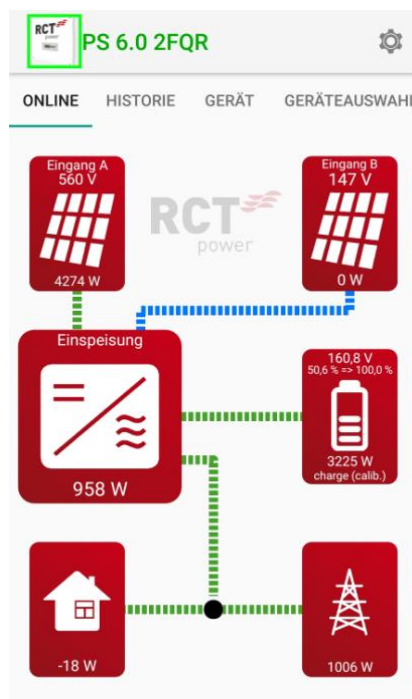 RCT
power
PS 6.0 2FQR
ONLINE HISTORIE GERÄT GERÄTEAUSWAHL
Eingang A
560 V
4274 W
RCT
power
Eingang B
147 V
0 W
Einspeisung
958 W
160,8 V
50,6 % => 100,0 %
3225 W
charge (calib.)
-18 W
1006 W